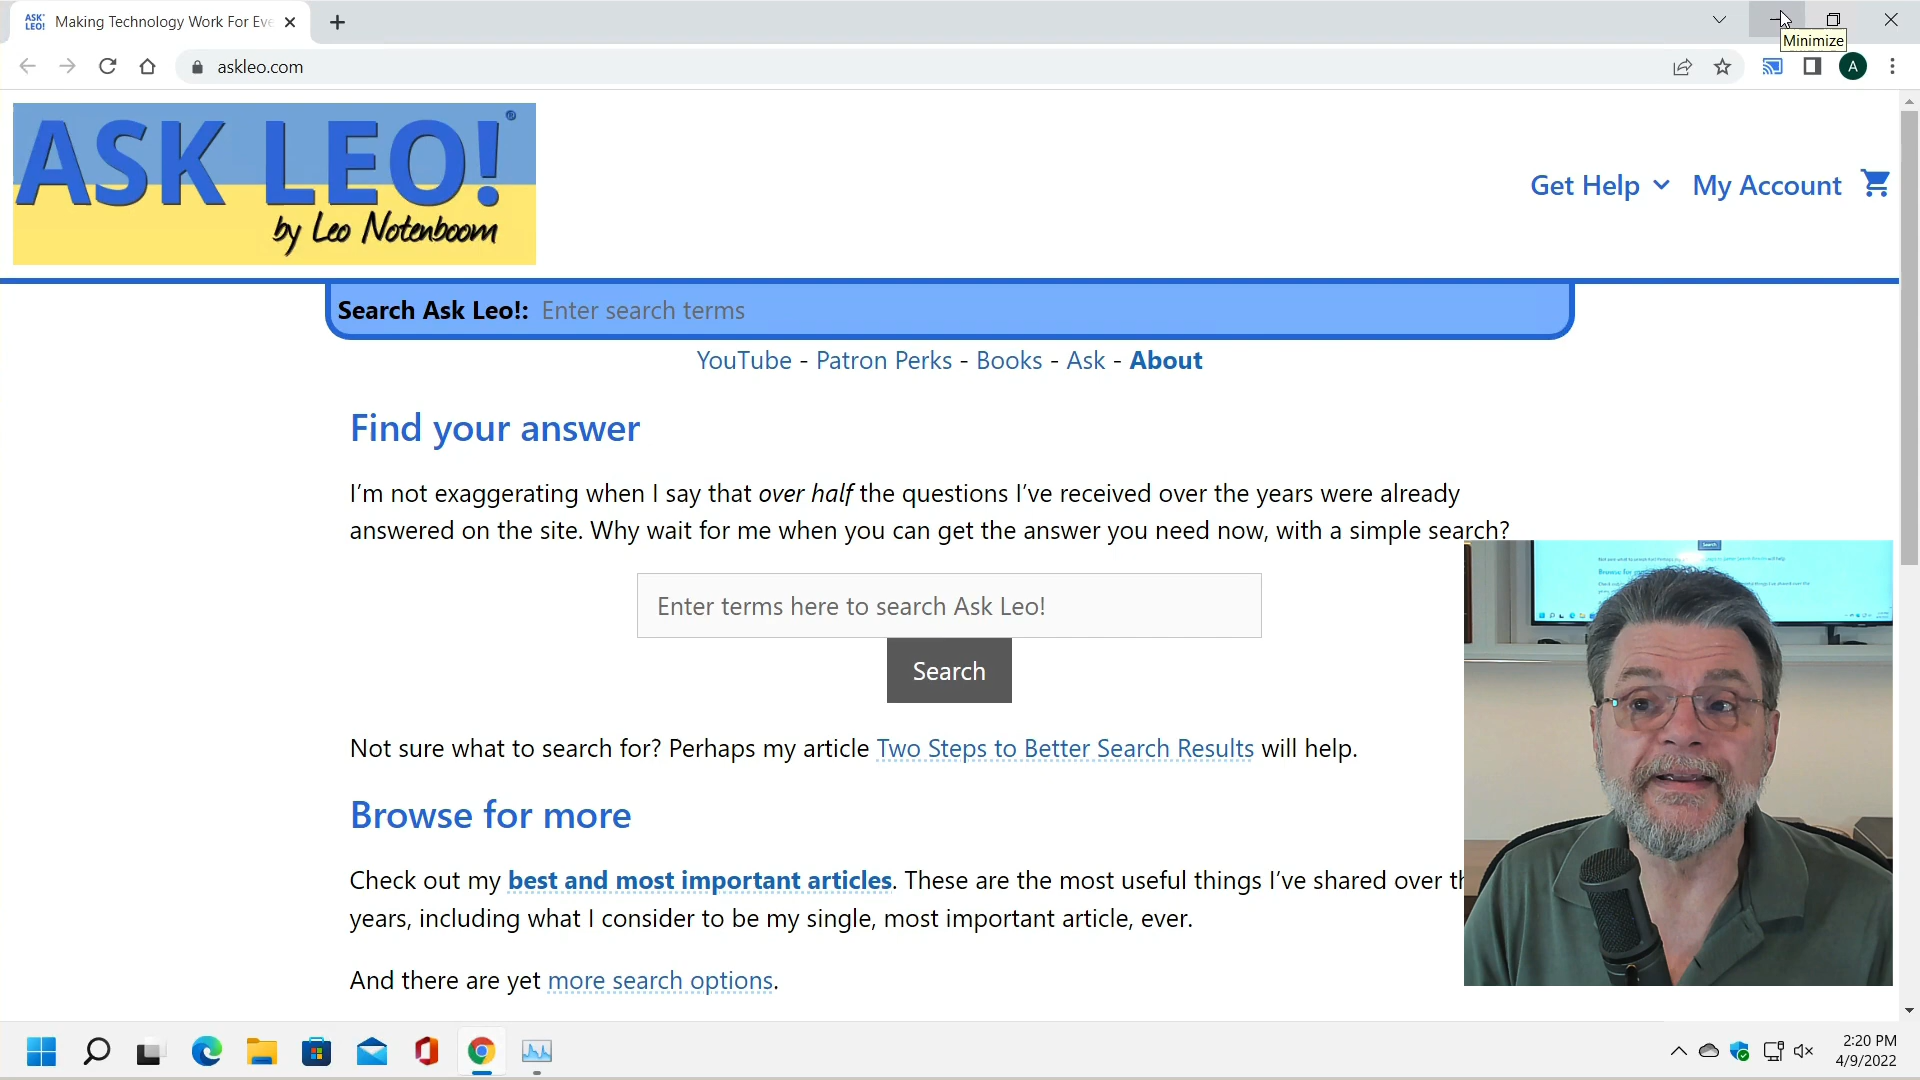 ASK LEO!
Making Technology Work For Eve
Minimize
askleo.com
A
ASK LEO!®
by Leo Notenboom
Get Help
My Account
Search Ask Leo!: Enter search terms
YouTube - Patron Perks - Books - Ask - About
Find your answer
I’m not exaggerating when I say that over half the questions I’ve received over the years were already
answered on the site. Why wait for me when you can get the answer you need now, with a simple search?
Enter terms here to search Ask Leo!
Search
Not sure what to search for? Perhaps my article Two Steps to Better Search Results will help.
Browse for more
Check out my best and most important articles. These are the most useful things I’ve shared over th
years, including what I consider to be my single, most important article, ever.
And there are yet more search options.
2:20 PM
4/9/2022